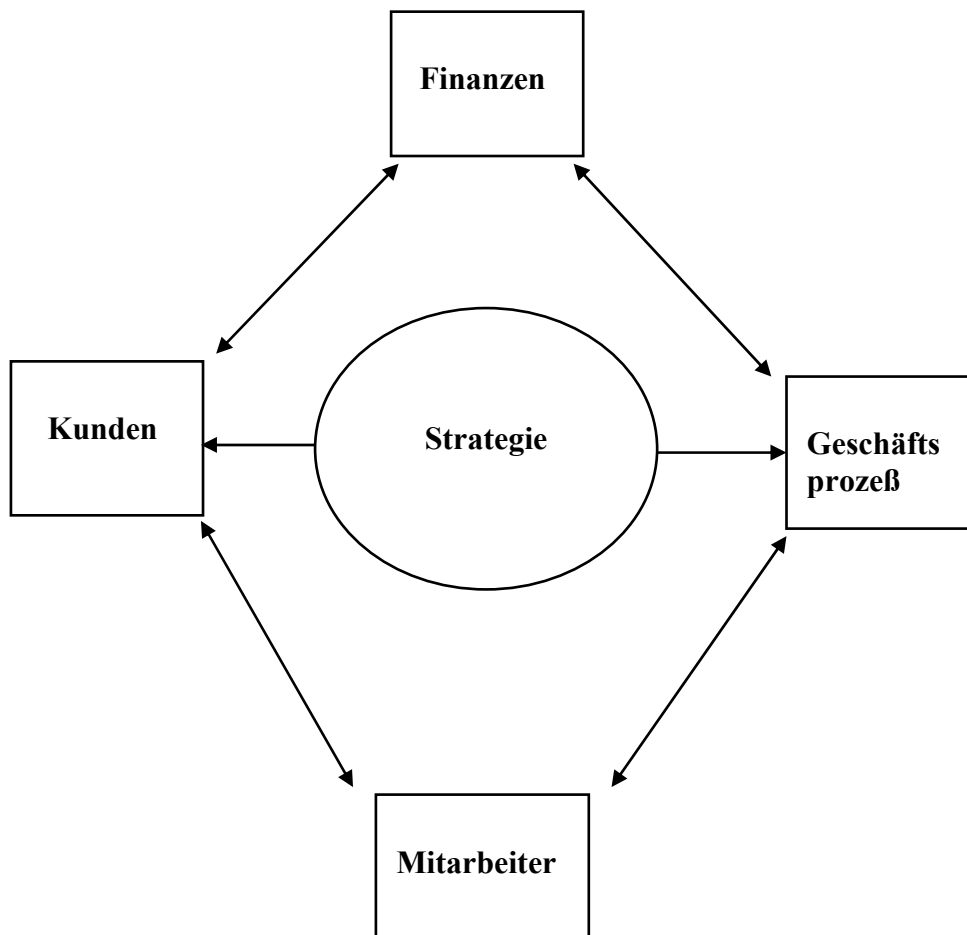 Finanzen
Kunden
Strategie
Geschäfts
prozeß
Mitarbeiter